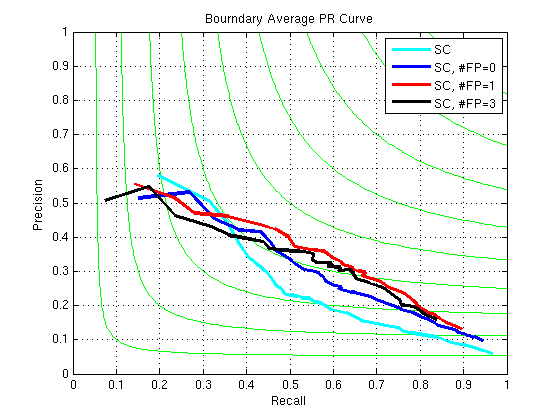 Bourndary Average PR Curve
SC
SC, #FP=0
SC, #FP=1
SC, #FP=3
Precision
1
0.9
0.8
0.7
0.6
0.5
0.4
0.3
0.2
0.1
0
0 0.1 0.2 0.3 0.4 0.5 0.6 0.7 0.8 0.9 1
Recall